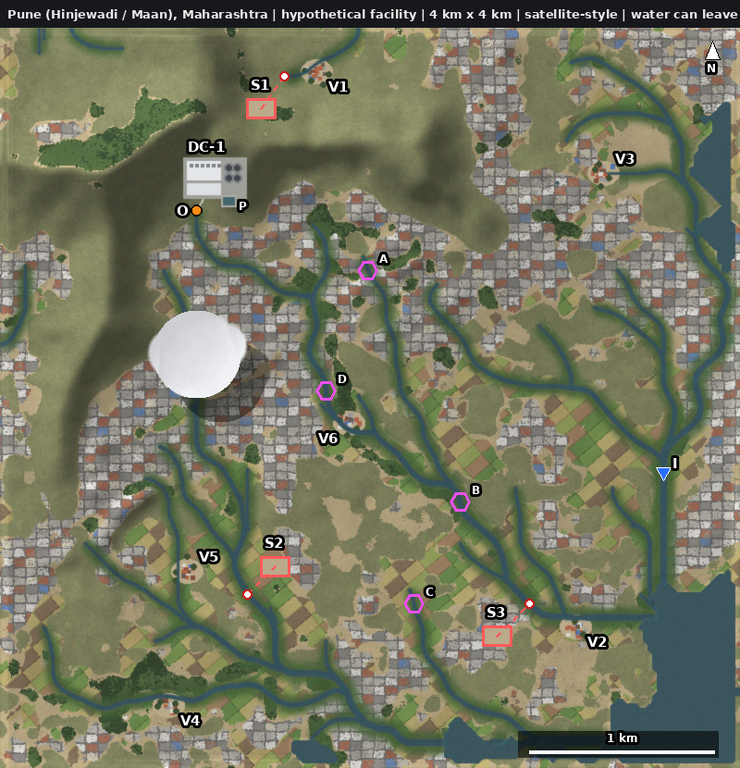 Pune (Hinjewadi / Maan), Maharashtra | hypothetical facility | 4 km x 4 km | satellite-style | water can leave
N
S1
V1
DC-1
V3
O
P
A
D
V6
I
B
S2
V5
C
S3
V2
V4
1 km